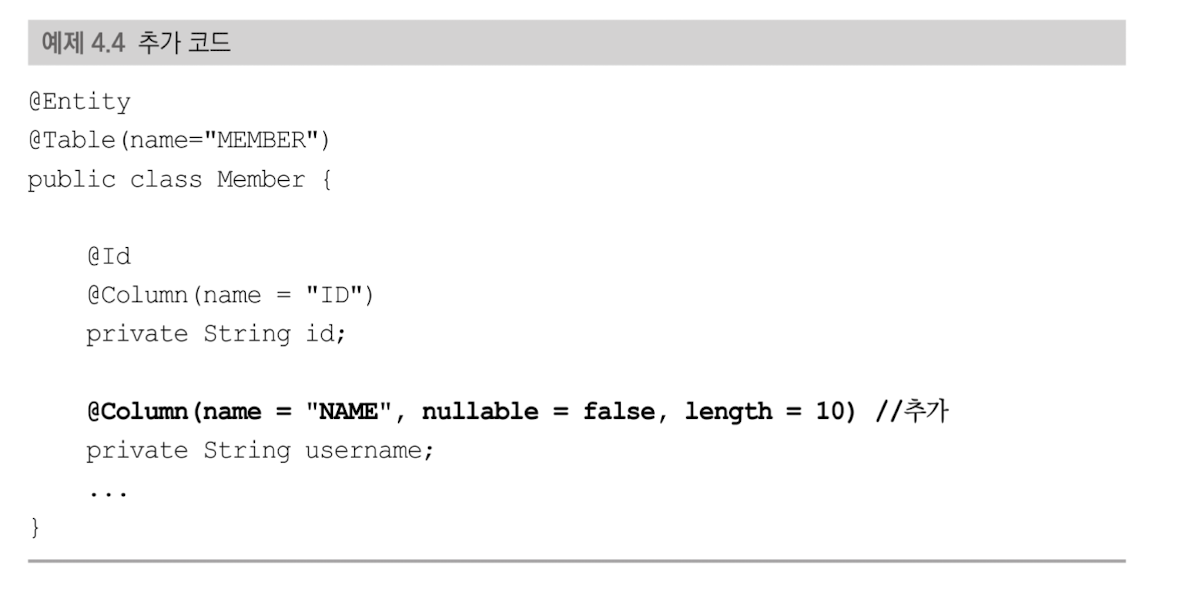 예제 4.4 추가 코드
@Entity
@Table(name="MEMBER")
public class Member {
    @Id
    @Column(name = "ID")
    private String id;
    @Column(name = "NAME", nullable = false, length = 10) //추가
    private String username;
    ...
}